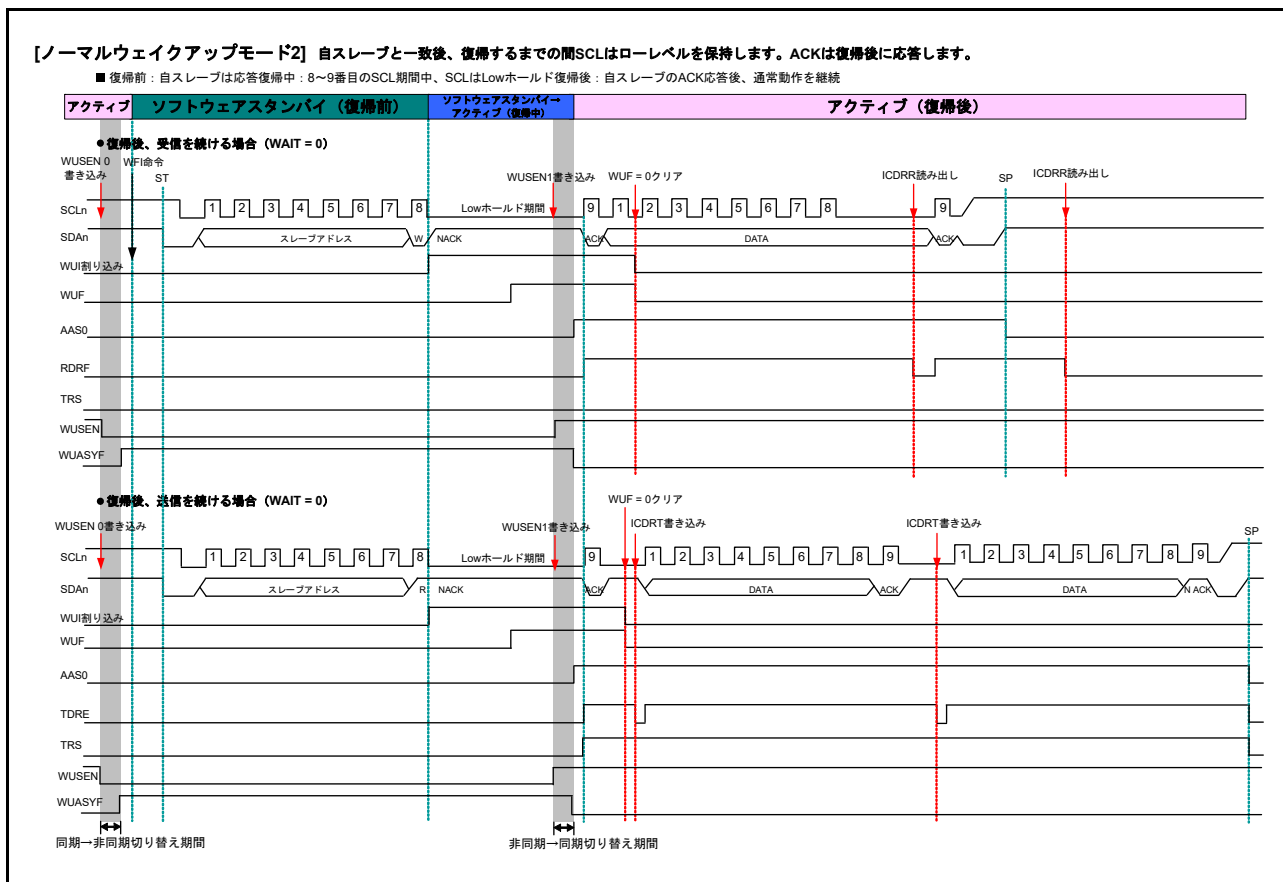 [ノーマルウェイクアップモード2] 自スレーブと一致後、復帰するまでの間SCLはローレベルを保持します。ACKは復帰後に応答します。
■ 復帰前：自スレーブは応答復帰中：8〜9番目のSCL期間中、SCLはLowホールド復帰後：自スレーブのACK応答後、通常動作を継続
アクティブ ソフトウェアスタンバイ（復帰前） ソフトウェアスタンバイ→ アクティブ（復帰後）
アクティブ（復帰中）
●復帰後、受信を続ける場合（WAIT = 0）
WUSEN 0 WFI命令
書き込み ST WUSEN1書き込み WUF = 0クリア ICDRR読み出し SP ICDRR読み出し
SCLn 1 2 3 4 5 6 7 8 Lowホールド期間 9 1 2 3 4 5 6 7 8 9
SDAn スレーブアドレス W NACK ACK DATA ACK
WUI割り込み
WUF
AAS0
RDRF
TRS
WUSEN
WUASYF
●復帰後、送信を続ける場合（WAIT = 0）
WUF = 0クリア
WUSEN 0書き込み WUSEN1書き込み ICDRT書き込み ICDRT書き込み SP
SCLn 1 2 3 4 5 6 7 8 Lowホールド期間 9 1 2 3 4 5 6 7 8 9 1 2 3 4 5 6 7 8 9
SDAn スレーブアドレス R NACK ACK DATA ACK DATA N ACK
WUI割り込み
WUF
AAS0
TDRE
TRS
WUSEN
WUASYF
同期→非同期切り替え期間 非同期→同期切り替え期間